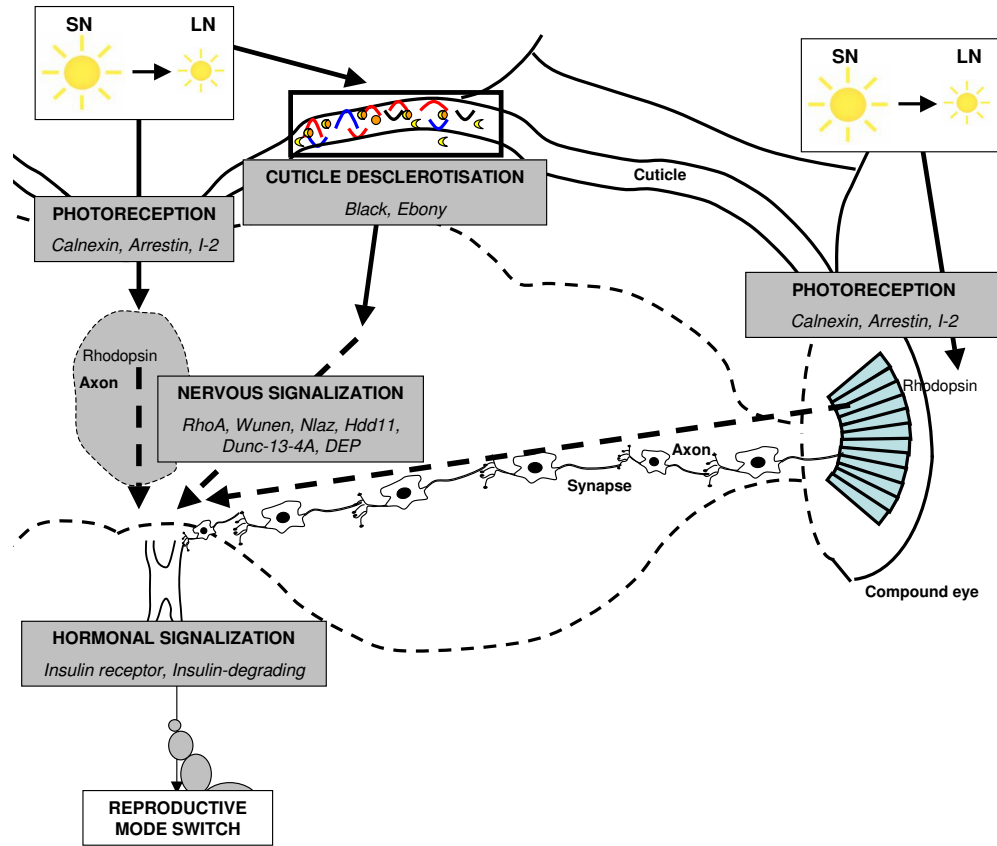 SN
LN
SN
LN
CUTICLE DESCLEROTISATION
Black, Ebony
Cuticle
PHOTORECEPTION
Calnexin, Arrestin, I-2
PHOTORECEPTION
Calnexin, Arrestin, I-2
Rhodopsin
Axon
Rhodopsin
NERVOUS SIGNALIZATION
RhoA, Wunen, Nlaz, Hdd11,
Dunc-13-4A, DEP
Axon
Synapse
Compound eye
HORMONAL SIGNALIZATION
Insulin receptor, Insulin-degrading
REPRODUCTIVE
MODE SWITCH